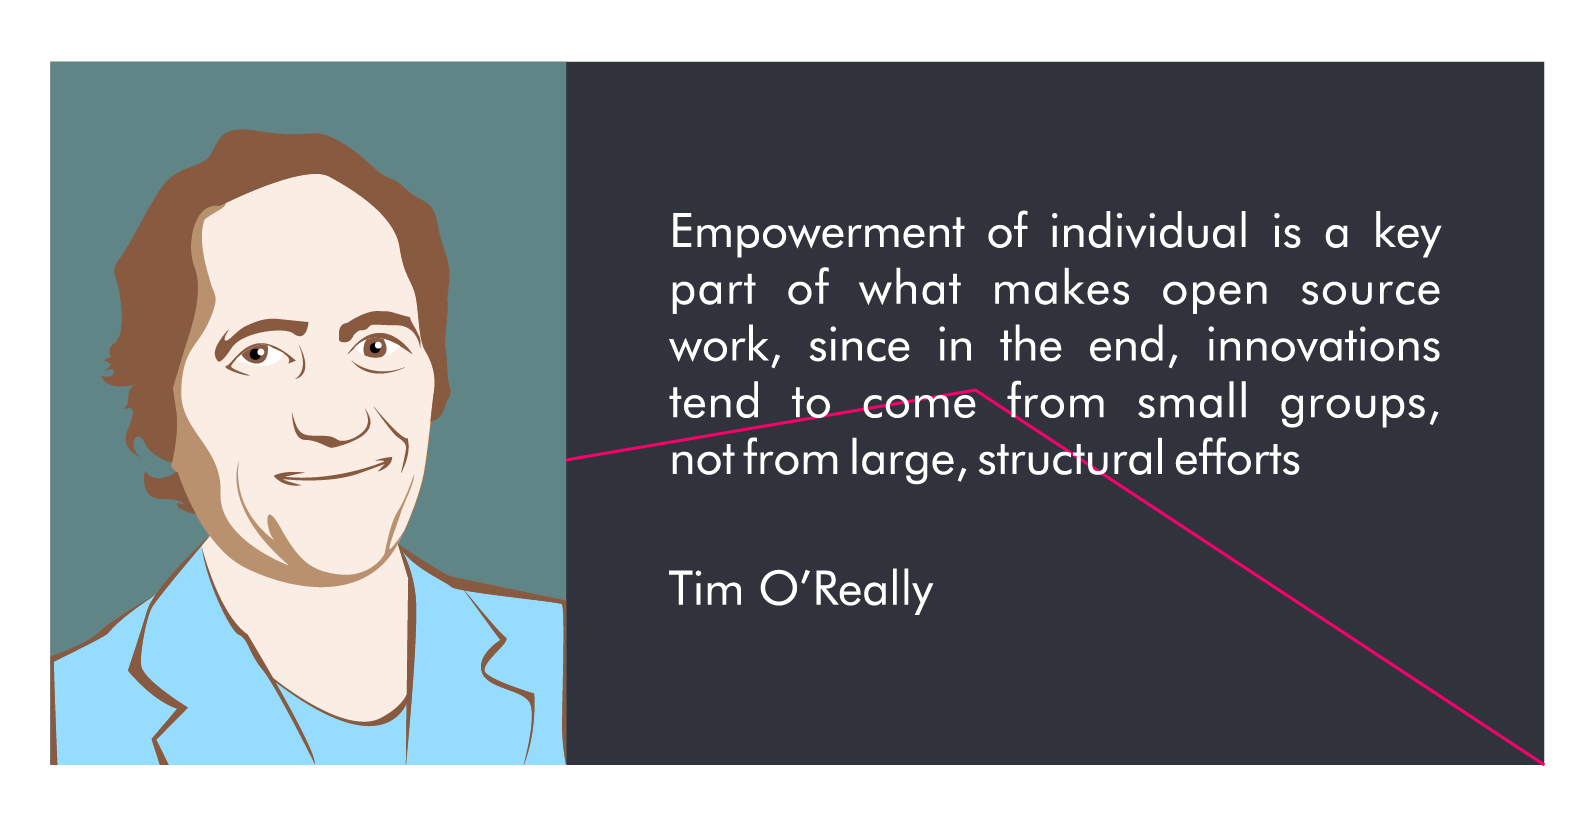 Empowerment of individual is a key
part of what makes open source
work, since in the end, innovations
tend to come from small groups,
not from large, structural efforts
Tim O’Really